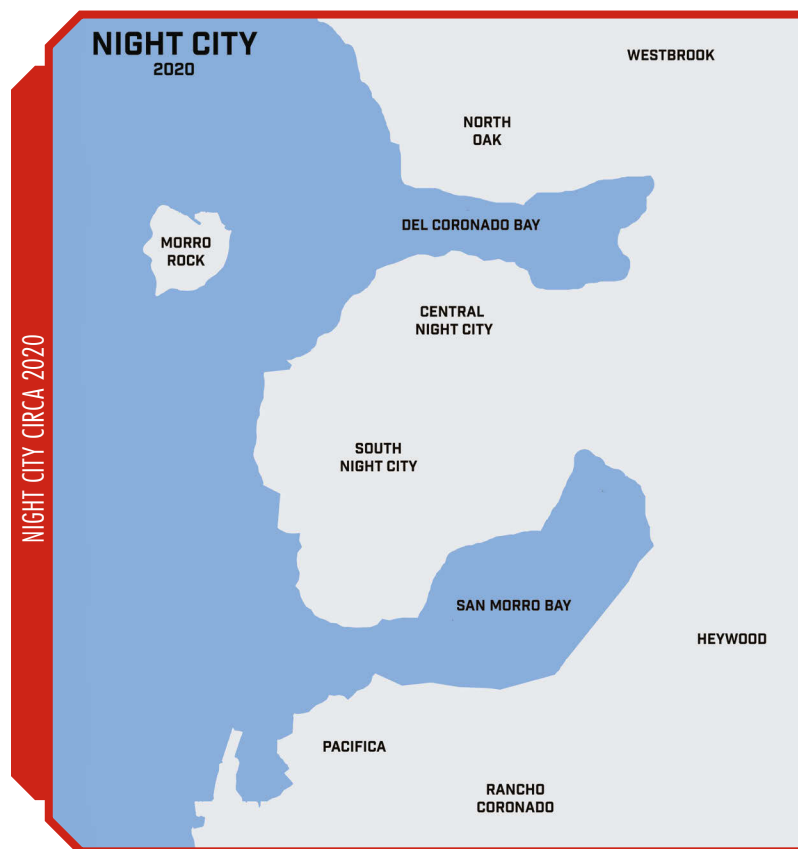 NIGHT CITY
2020
WESTBROOK
NORTH
OAK
DEL CORONADO BAY
MORRO
ROCK
CENTRAL
NIGHT CITY
NIGHT CITY CIRCA 2020
SOUTH
NIGHT CITY
SAN MORRO BAY
HEYWOOD
PACIFICA
RANCHO
CORONADO